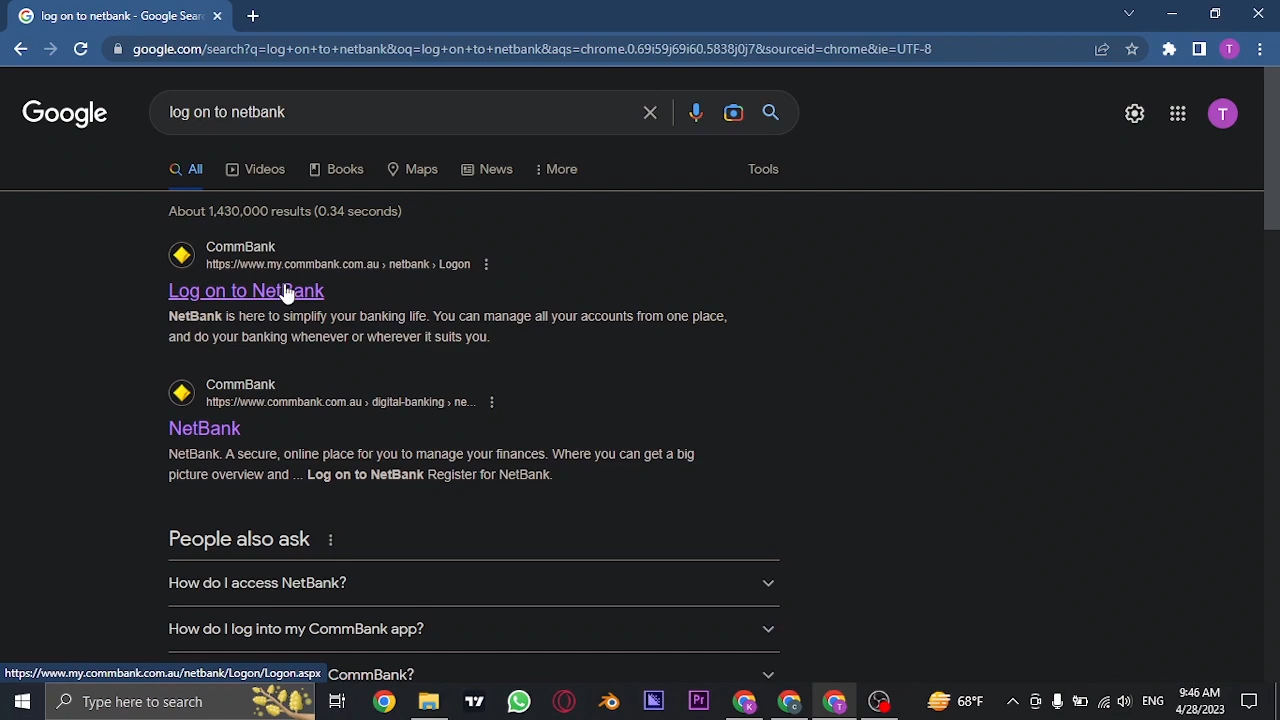 log on to netbank - Google Sear
google.com/search?q=log+on+to+netbank&oq=log+on+to+netbank&aqs=chrome.0.69i59j69i60.5838j0j7&sourceid=chrome&ie=UTF-8
T
Google
log on to netbank
T
All
Videos
Books
Maps
News
More
Tools
About 1,430,000 results (0.34 seconds)
CommBank
https://www.my.commbank.com.au › netbank › Logon
Log on to NetBank
NetBank is here to simplify your banking life. You can manage all your accounts from one place,
and do your banking whenever or wherever it suits you.
CommBank
https://www.commbank.com.au › digital-banking › ne...
NetBank
NetBank. A secure, online place for you to manage your finances. Where you can get a big
picture overview and ... Log on to NetBank Register for NetBank.
People also ask
How do I access NetBank?
How do I log into my CommBank app?
CommBank?
https://www.my.commbank.com.au/netbank/Logon/Logon.aspx
Type here to search
Pr
K
C
T
68°F
ENG
9:46 AM
4/28/2023